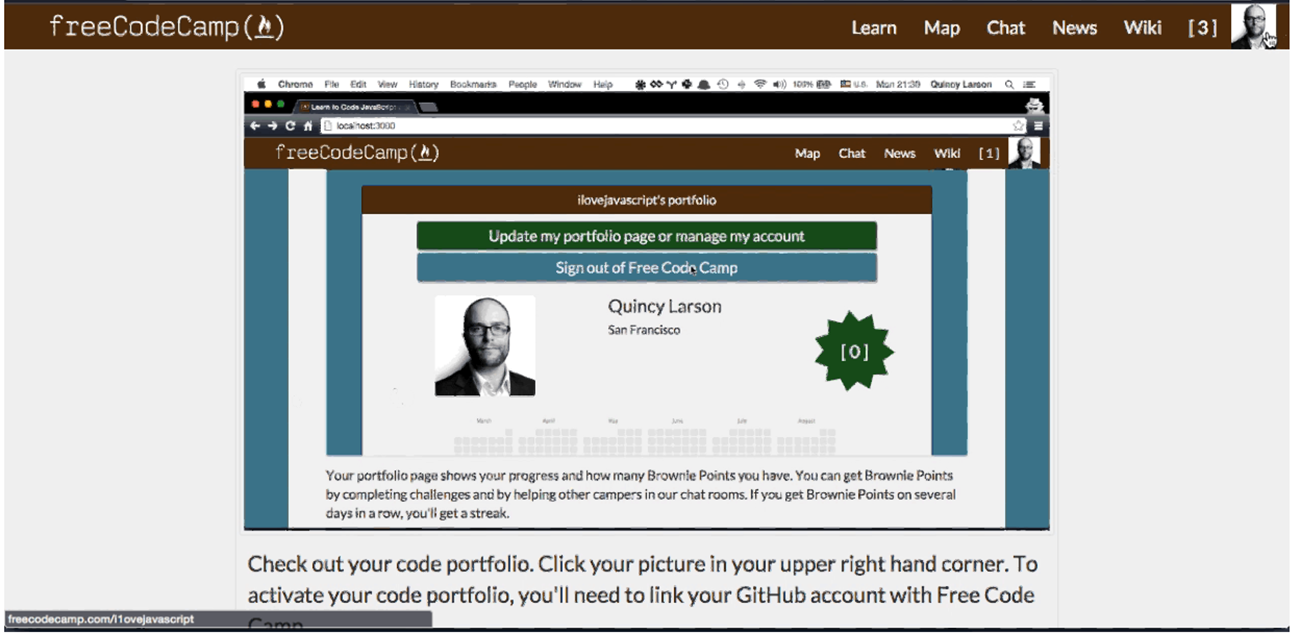 freeCodeCamp(🔥)
Learn Map Chat News Wiki [3]
Chrome File Edit View History Bookmarks People Window Help 100% U.S. Mon 21:39 Quincy Larson
Learn to Code JavaScript
localhost:3000
freeCodeCamp(🔥)
Map Chat News Wiki [1]
ilovejavascript's portfolio
Update my portfolio page or manage my account
Sign out of Free Code Camp
Quincy Larson
San Francisco
[0]
March April May June July August
Your portfolio page shows your progress and how many Brownie Points you have. You can get Brownie Points
by completing challenges and by helping other campers in our chat rooms. If you get Brownie Points on several
days in a row, you'll get a streak.
Check out your code portfolio. Click your picture in your upper right hand corner. To
activate your code portfolio, you'll need to link your GitHub account with Free Code
Camp.
freecodecamp.com/i1ovejavascript